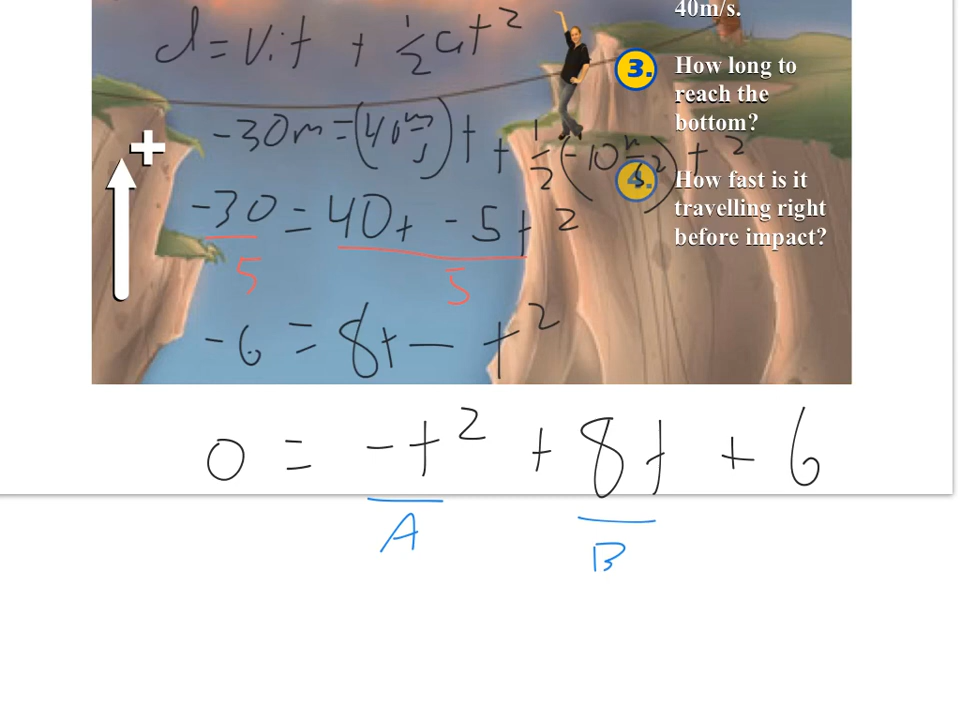 40m/s.
d = Vit + ½at²
3. How long to
reach the
bottom?
+
-30m = (40m/s)t + ½(-10m/s²)t²
4. How fast is it
travelling right
before impact?
-30 = 40t - 5t²
5 5
-6 = 8t - t²
0 = -t² + 8t + 6
A B